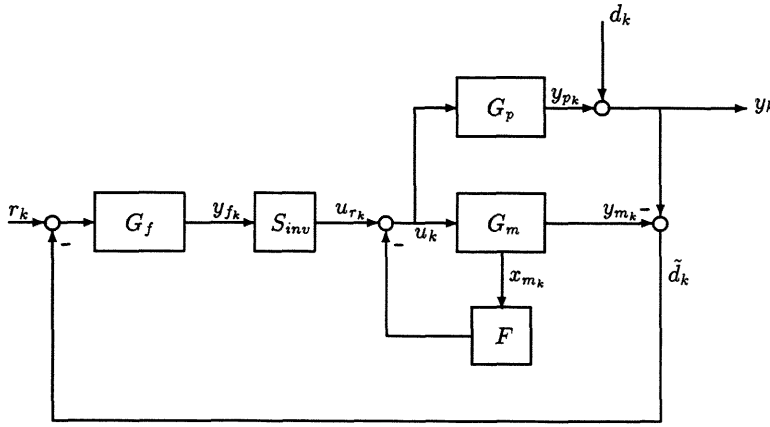 d_k
G_p
y_{p_k}
r_k
G_f
y_{f_k}
S_{inv}
u_{r_k}
-
u_k
G_m
y_{m_k}
-
-
x_{m_k}
\tilde{d}_k
F